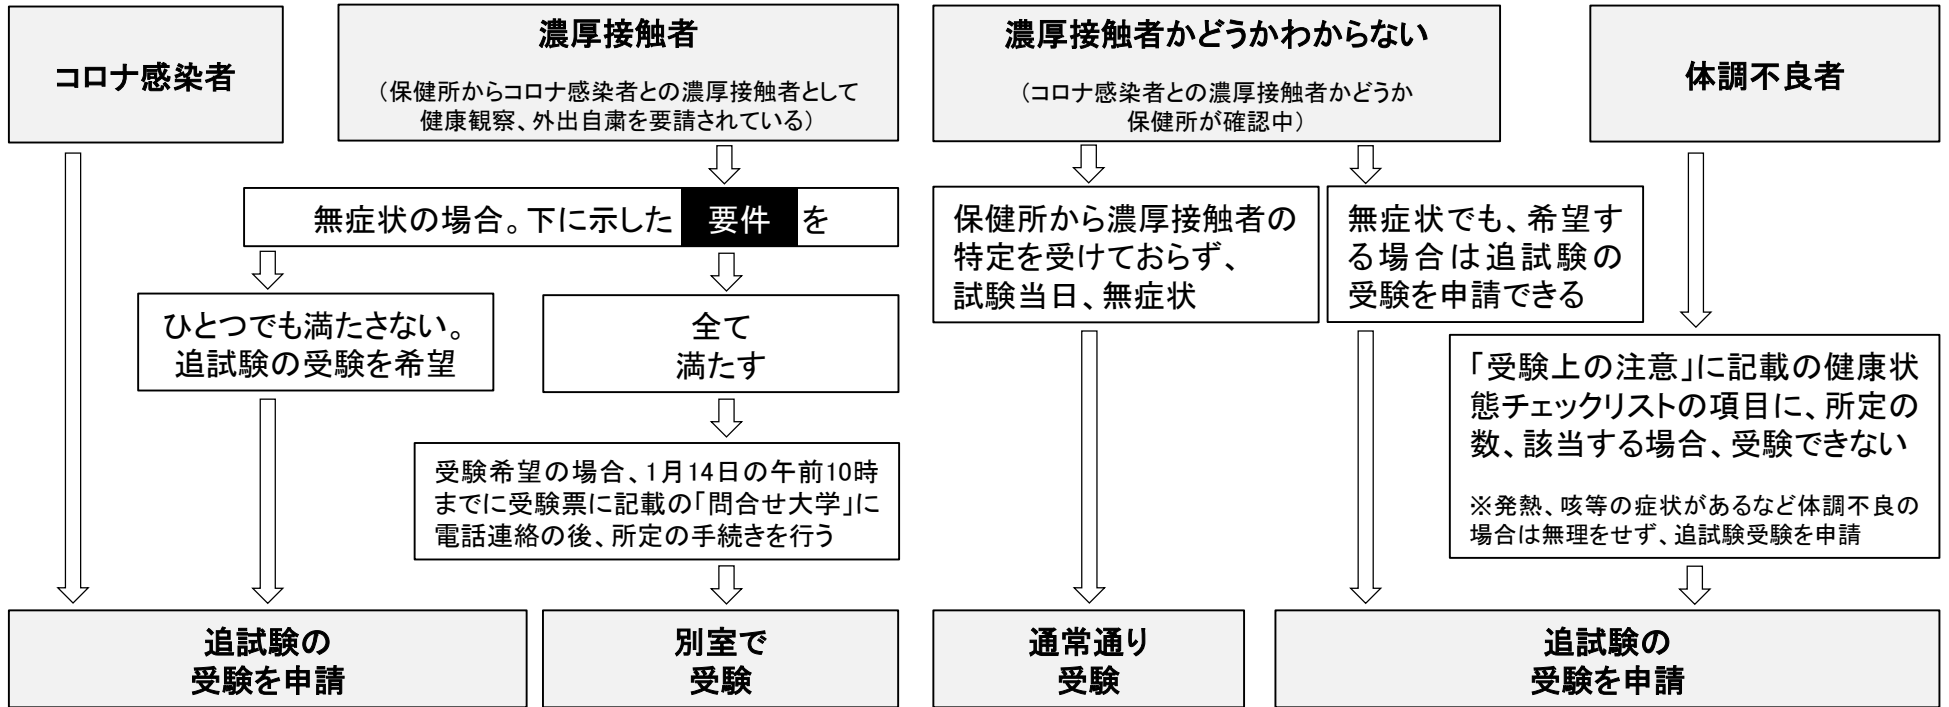 コロナ感染者
濃厚接触者
（保健所からコロナ感染者との濃厚接触者として
健康観察、外出自粛を要請されている）
濃厚接触者かどうかわからない
（コロナ感染者との濃厚接触者かどうか
保健所が確認中）
体調不良者
無症状の場合。下に示した 要件 を
ひとつでも満たさない。
追試験の受験を希望
全て
満たす
受験希望の場合、1月14日の午前10時
までに受験票に記載の「問合せ大学」に
電話連絡の後、所定の手続きを行う
保健所から濃厚接触者の
特定を受けておらず、
試験当日、無症状
無症状でも、希望す
る場合は追試験の
受験を申請できる
「受験上の注意」に記載の健康状
態チェックリストの項目に、所定の
数、該当する場合、受験できない
※発熱、咳等の症状があるなど体調不良の
場合は無理をせず、追試験受験を申請
追試験の
受験を申請
別室で
受験
通常通り
受験
追試験の
受験を申請